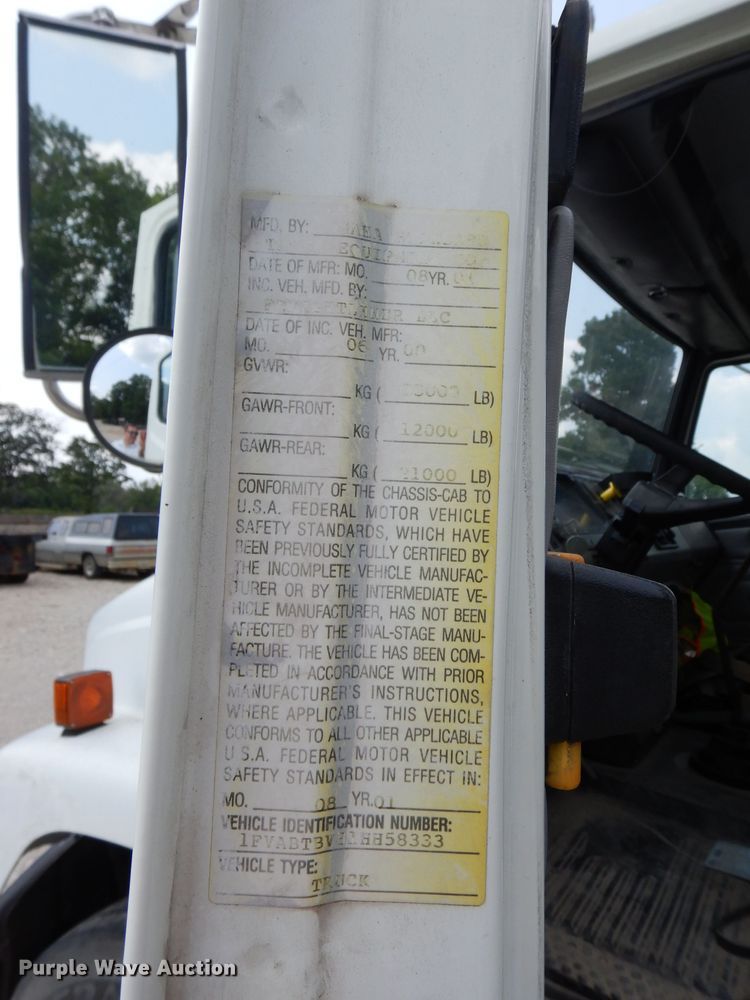 MFD. BY:
EQUI
DATE OF MFR: MO. 08 YR.
INC. VEH. MFD. BY:
DATE OF INC. VEH. MFR:
MO. 06 YR. 00
GVWR:
KG ( LB)
GAWR-FRONT:
KG ( 12000 LB)
GAWR-REAR:
KG ( 21000 LB)
CONFORMITY OF THE CHASSIS-CAB TO
U.S.A. FEDERAL MOTOR VEHICLE
SAFETY STANDARDS, WHICH HAVE
BEEN PREVIOUSLY FULLY CERTIFIED BY
THE INCOMPLETE VEHICLE MANUFAC-
TURER OR BY THE INTERMEDIATE VE-
HICLE MANUFACTURER, HAS NOT BEEN
AFFECTED BY THE FINAL-STAGE MANU-
FACTURE. THE VEHICLE HAS BEEN COM-
PLETED IN ACCORDANCE WITH PRIOR
MANUFACTURER'S INSTRUCTIONS,
WHERE APPLICABLE. THIS VEHICLE
CONFORMS TO ALL OTHER APPLICABLE
U.S.A. FEDERAL MOTOR VEHICLE
SAFETY STANDARDS IN EFFECT IN:
MO. 08 YR. 01
VEHICLE IDENTIFICATION NUMBER:
VEHICLE TYPE:
TRUCK
Purple Wave Auction